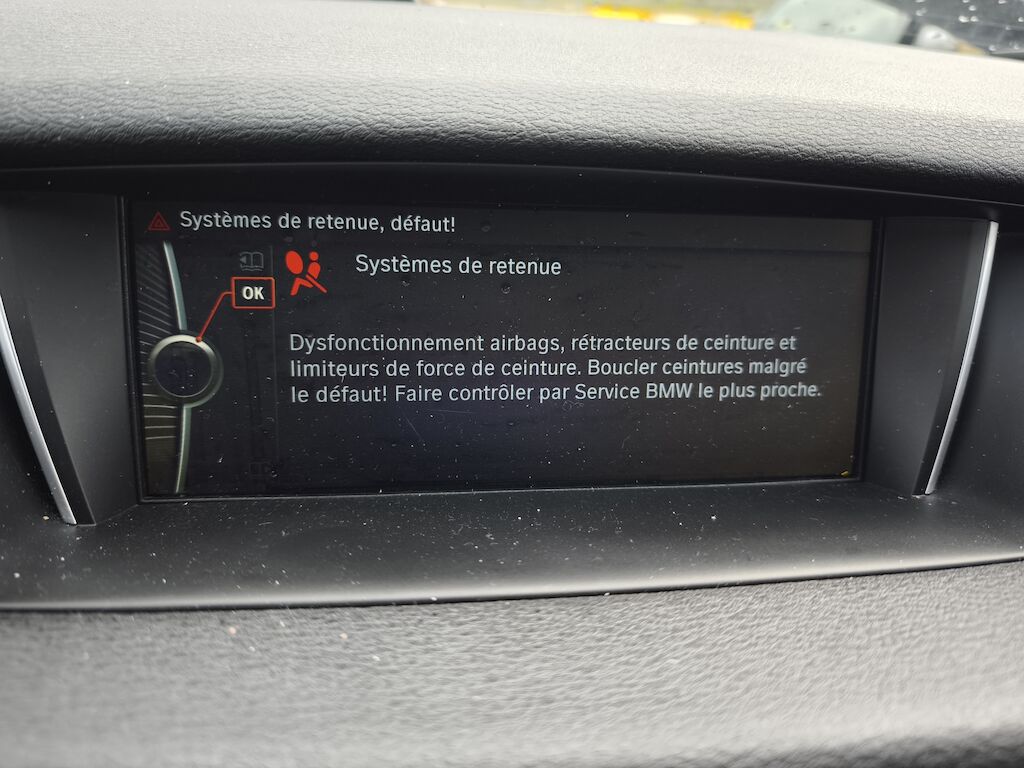 Systèmes de retenue, défaut!
OK
Systèmes de retenue
Dysfonctionnement airbags, rétracteurs de ceinture et
limiteurs de force de ceinture. Boucler ceintures malgré
le défaut! Faire contrôler par Service BMW le plus proche.